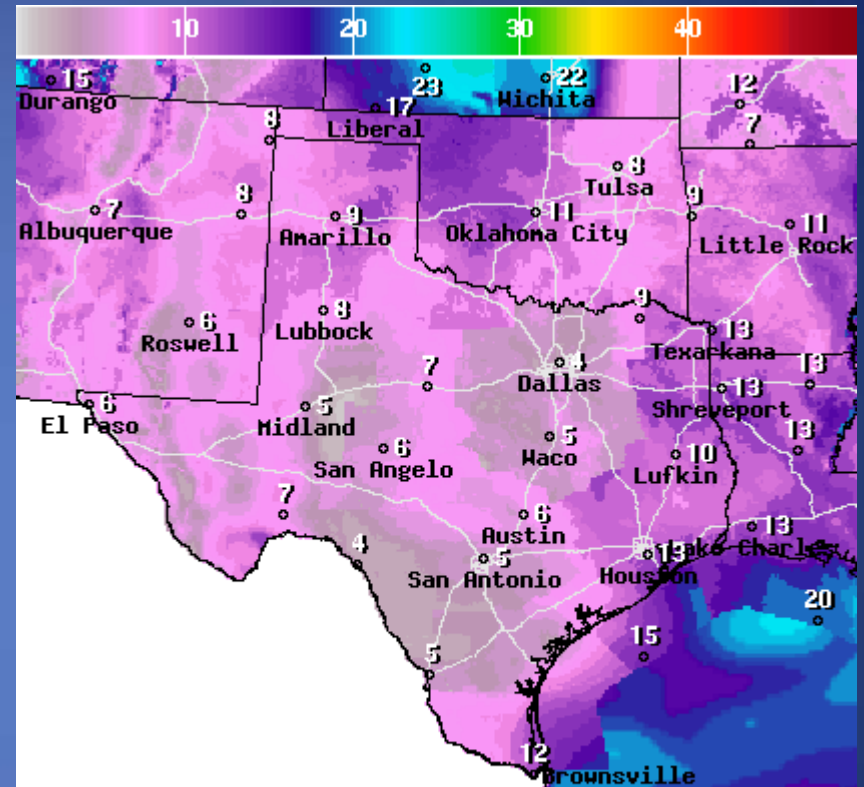 10 20 30 40
15
Durango
23
22
Wichita
17
Liberal
12
7
8
8
Tulsa
7
Albuquerque
8
9
Amarillo
11
Oklahoma City
9
11
Little Rock
6
Roswell
8
Lubbock
9
13
Texarkana
4
Dallas
7
13
Shreveport
13
6
El Paso
5
Midland
6
San Angelo
5
Waco
10
Lufkin
13
7
6
Austin
13
Lake Charles
4
5
San Antonio
13
Houston
20
15
5
12
Brownsville